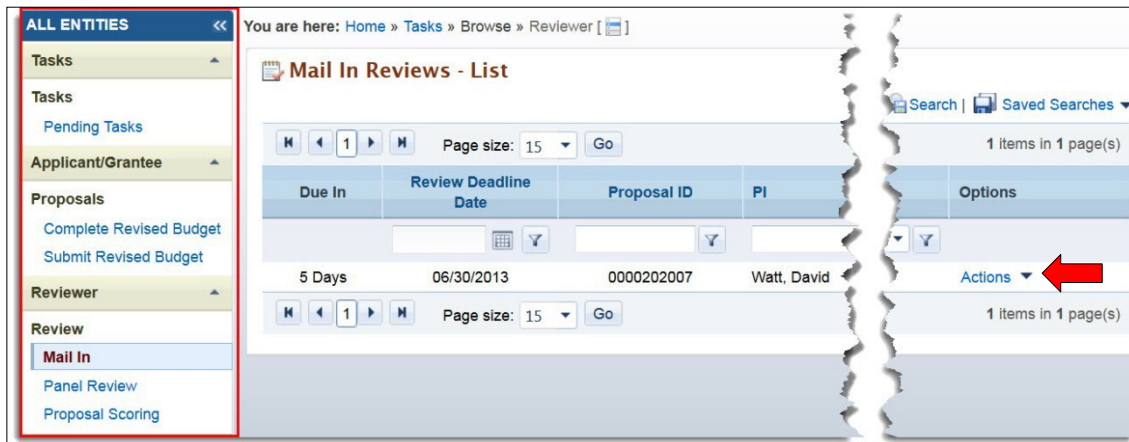 ALL ENTITIES
Tasks
Tasks
Pending Tasks
Applicant/Grantee
Proposals
Complete Revised Budget
Submit Revised Budget
Reviewer
Review
Mail In
Panel Review
Proposal Scoring
You are here: Home » Tasks » Browse » Reviewer [ ]
Mail In Reviews - List
Search | Saved Searches
1 Page size: 15 Go 1 items in 1 page(s)
Due In Review Deadline Date Proposal ID PI Options
5 Days 06/30/2013 0000202007 Watt, David Actions
1 Page size: 15 Go 1 items in 1 page(s)